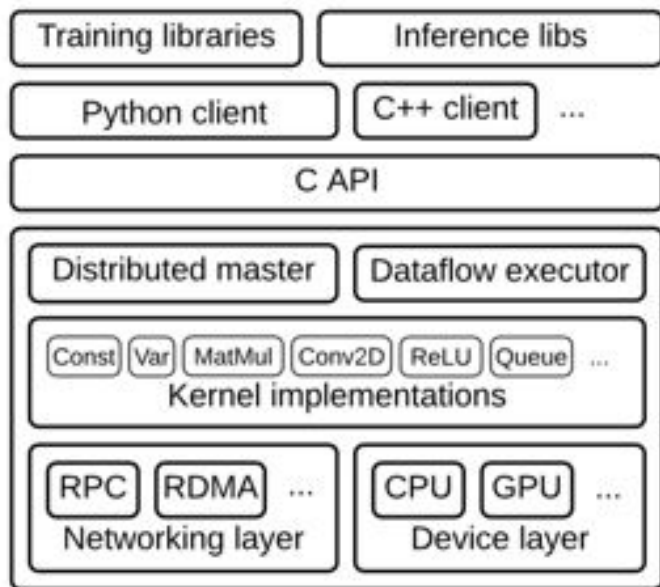 Training libraries Inference libs
Python client C++ client ...
C API
Distributed master Dataflow executor
Const Var MatMul Conv2D ReLU Queue ...
Kernel implementations
RPC RDMA ... CPU GPU ...
Networking layer Device layer